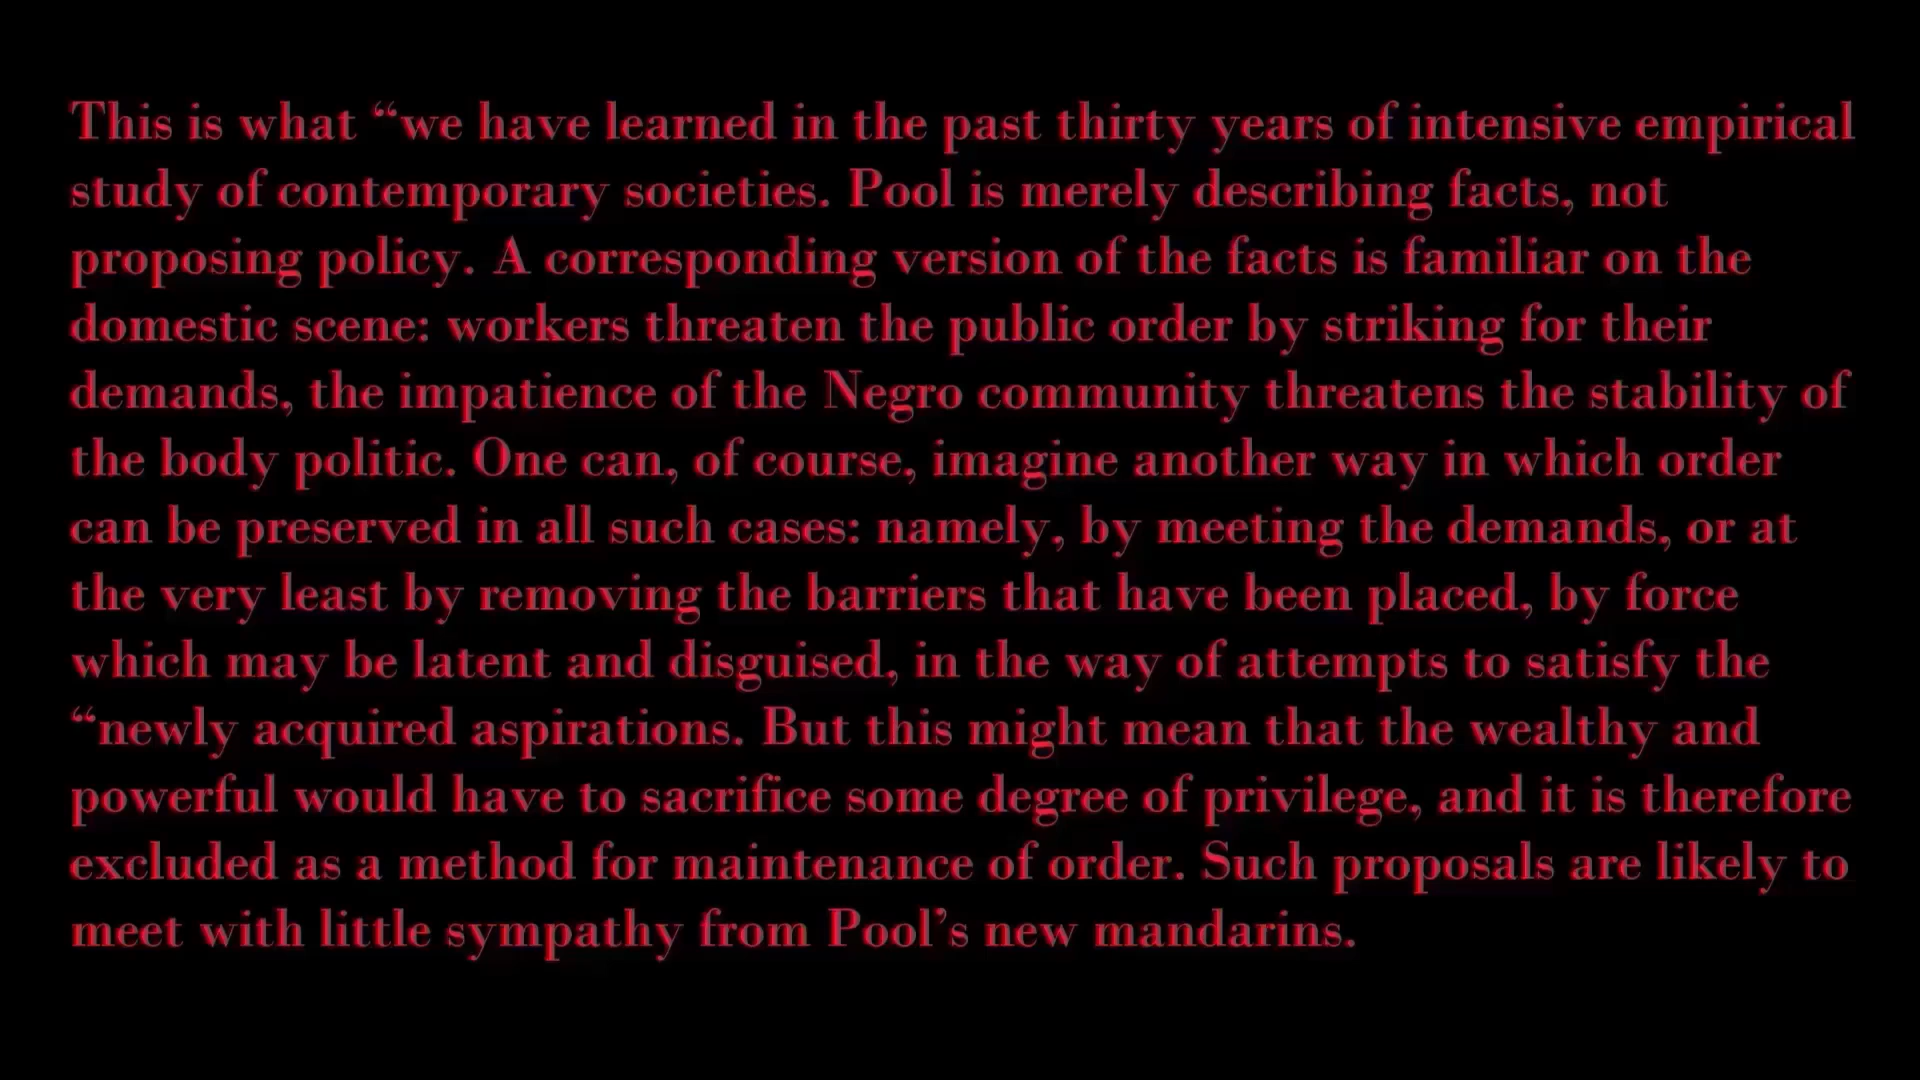 This is what “we have learned in the past thirty years of intensive empirical
study of contemporary societies. Pool is merely describing facts, not
proposing policy. A corresponding version of the facts is familiar on the
domestic scene: workers threaten the public order by striking for their
demands, the impatience of the Negro community threatens the stability of
the body politic. One can, of course, imagine another way in which order
can be preserved in all such cases: namely, by meeting the demands, or at
the very least by removing the barriers that have been placed, by force
which may be latent and disguised, in the way of attempts to satisfy the
“newly acquired aspirations. But this might mean that the wealthy and
powerful would have to sacrifice some degree of privilege, and it is therefore
excluded as a method for maintenance of order. Such proposals are likely to
meet with little sympathy from Pool’s new mandarins.